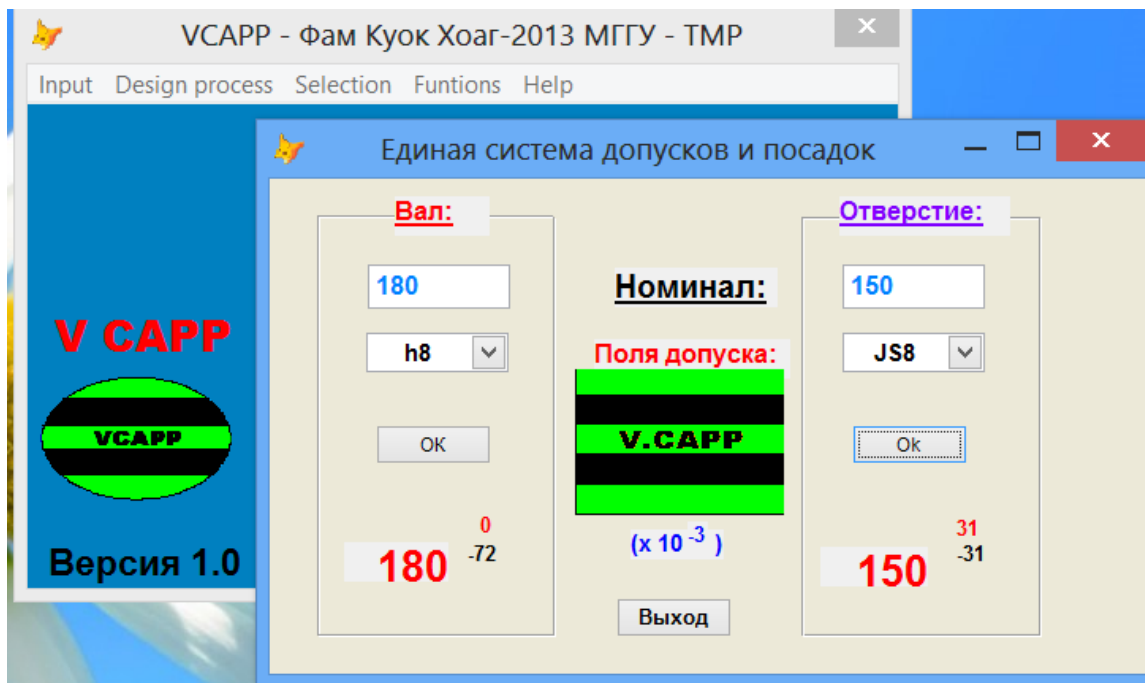 VCAPP - Фам Куок Хоаг-2013 МГГУ - ТМР
Input Design process Selection Funtions Help
Единая система допусков и посадок
Вал:
Отверстие:
180
Номинал:
150
h8
Поля допуска:
JS8
V CAPP
VCAPP
ОК
V.CAPP
Ok
0
-72
180
(х 10 -3 )
31
-31
150
Версия 1.0
Выход